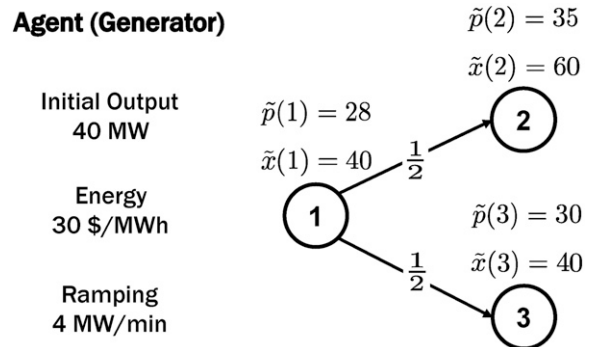 Agent (Generator)
Initial Output
40 MW
Energy
30 $/MWh
Ramping
4 MW/min
p̃(1) = 28
x̃(1) = 40
1
1/2
1/2
p̃(2) = 35
x̃(2) = 60
2
p̃(3) = 30
x̃(3) = 40
3